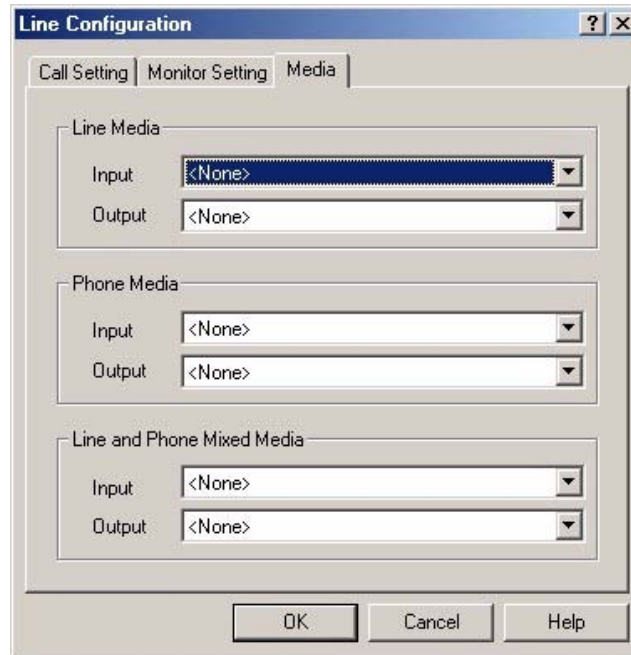 Line Configuration
Call Setting Monitor Setting Media
Line Media
Input <None>
Output <None>
Phone Media
Input <None>
Output <None>
Line and Phone Mixed Media
Input <None>
Output <None>
OK Cancel Help